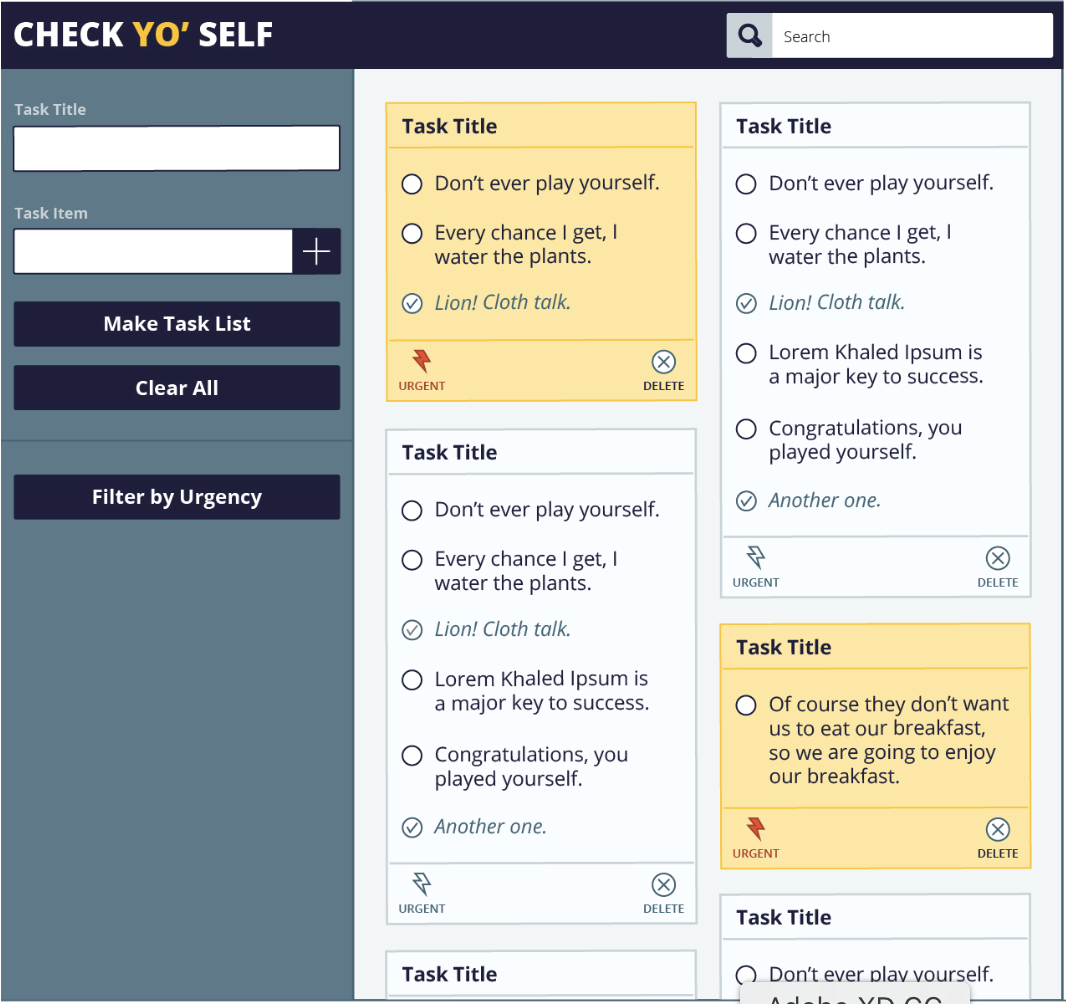 CHECK YO’ SELF
Search
Task Title
Task Item
Make Task List
Clear All
Filter by Urgency
Task Title
Don’t ever play yourself.
Every chance I get, I
water the plants.
Lion! Cloth talk.
URGENT
DELETE
Task Title
Don’t ever play yourself.
Every chance I get, I
water the plants.
Lion! Cloth talk.
Lorem Khaled Ipsum is
a major key to success.
Congratulations, you
played yourself.
Another one.
URGENT
DELETE
Task Title
Task Title
Don’t ever play yourself.
Every chance I get, I
water the plants.
Lion! Cloth talk.
Lorem Khaled Ipsum is
a major key to success.
Congratulations, you
played yourself.
Another one.
URGENT
DELETE
Task Title
Of course they don’t want
us to eat our breakfast,
so we are going to enjoy
our breakfast.
URGENT
DELETE
Task Title
Don’t ever play yourself.
Adobe XD CC